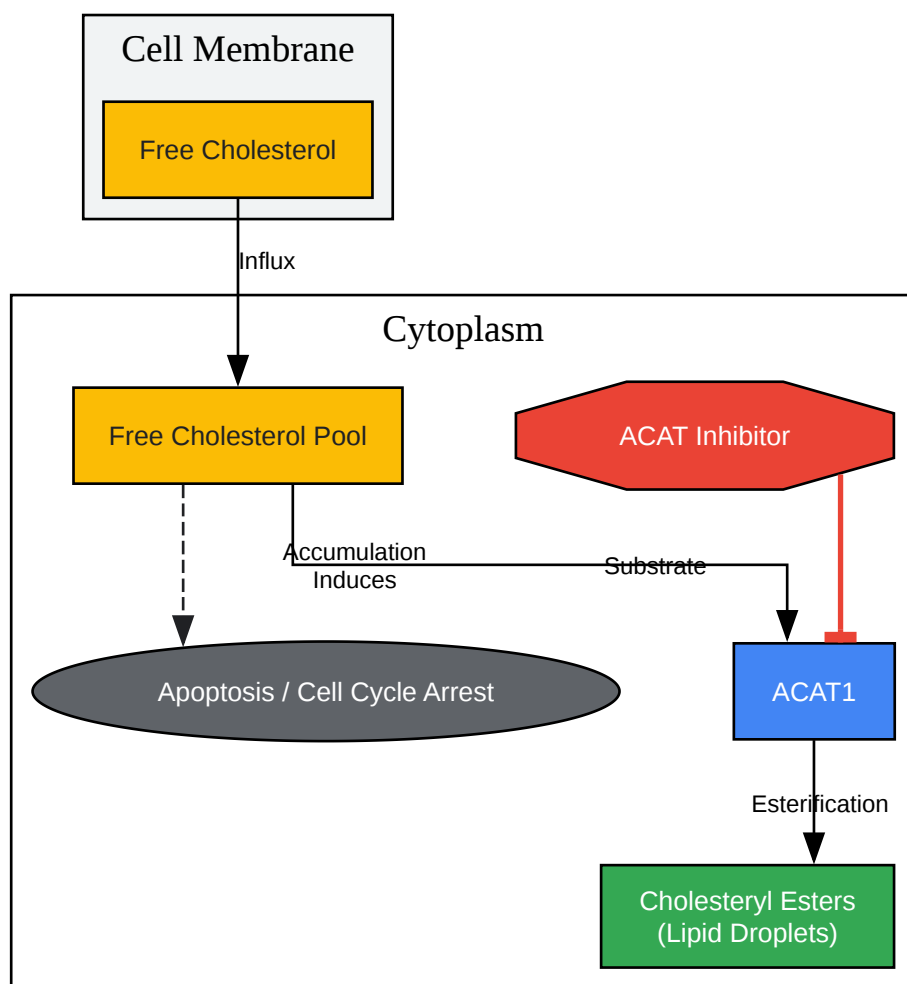 Cell Membrane
Free Cholesterol
Influx
Cytoplasm
Free Cholesterol Pool
ACAT Inhibitor
Accumulation
Induces
Substrate
Apoptosis / Cell Cycle Arrest
ACAT1
Esterification
Cholesteryl Esters
(Lipid Droplets)